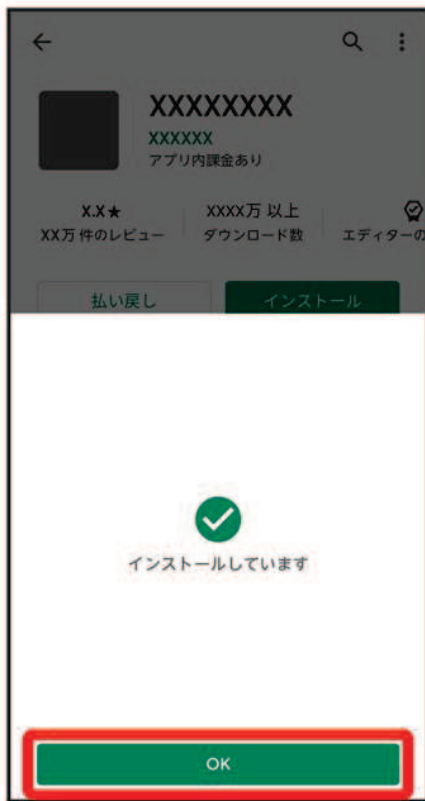 XXXXXXXX
XXXXXX
アプリ内課金あり
X.X★ XXXX万 以上
XX万 件のレビュー ダウンロード数 エディターの
払い戻し インストール
インストールしています
OK